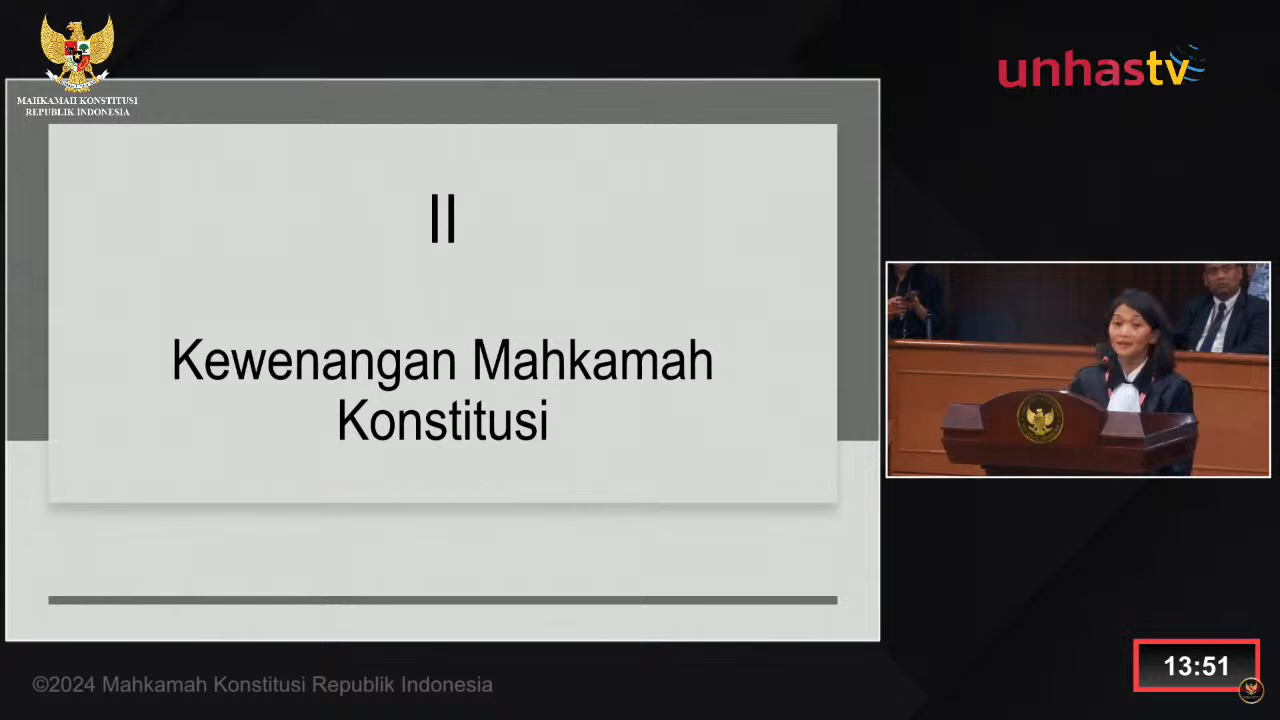 MAHKAMAH KONSTITUSI
REPUBLIK INDONESIA
unhastv
II
Kewenangan Mahkamah
Konstitusi
©2024 Mahkamah Konstitusi Republik Indonesia
13:51